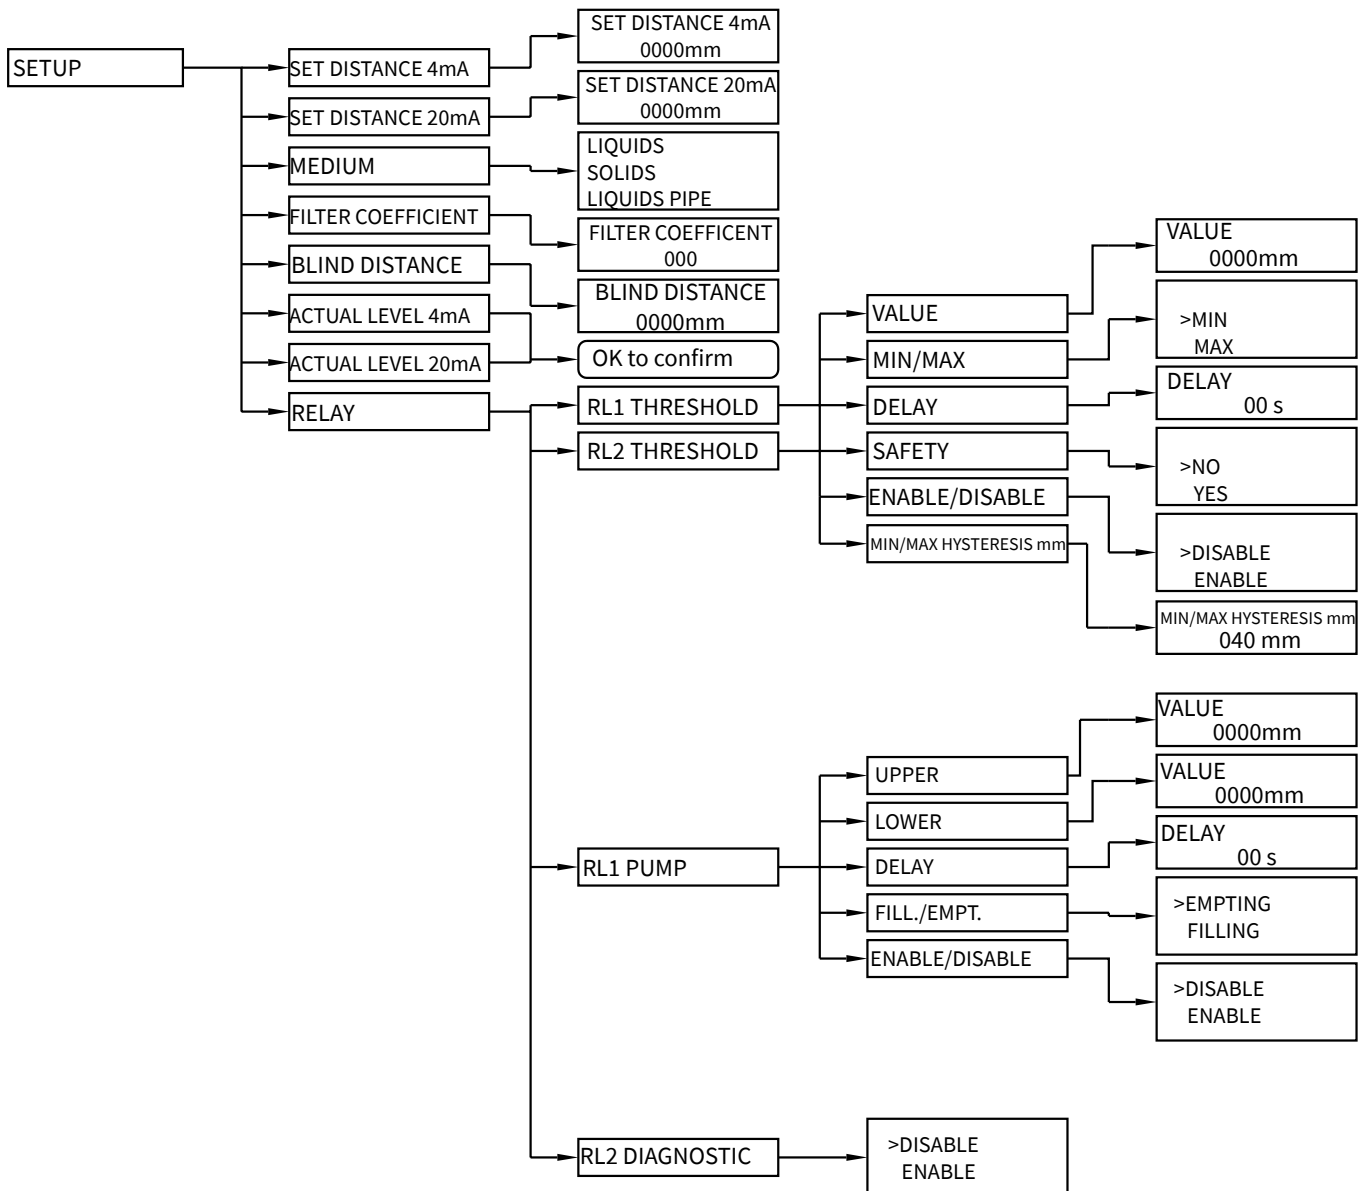 SETUP
SET DISTANCE 4mA
SET DISTANCE 20mA
MEDIUM
FILTER COEFFICIENT
BLIND DISTANCE
ACTUAL LEVEL 4mA
ACTUAL LEVEL 20mA
RELAY
SET DISTANCE 4mA
0000mm
SET DISTANCE 20mA
0000mm
LIQUIDS
SOLIDS
LIQUIDS PIPE
FILTER COEFFICENT
000
BLIND DISTANCE
0000mm
OK to confirm
RL1 THRESHOLD
RL2 THRESHOLD
VALUE
MIN/MAX
DELAY
SAFETY
ENABLE/DISABLE
MIN/MAX HYSTERESIS mm
VALUE
0000mm
>MIN
MAX
DELAY
00 s
>NO
YES
>DISABLE
ENABLE
MIN/MAX HYSTERESIS mm
040 mm
RL1 PUMP
UPPER
LOWER
DELAY
FILL./EMPT.
ENABLE/DISABLE
VALUE
0000mm
VALUE
0000mm
DELAY
00 s
>EMPTING
FILLING
>DISABLE
ENABLE
RL2 DIAGNOSTIC
>DISABLE
ENABLE